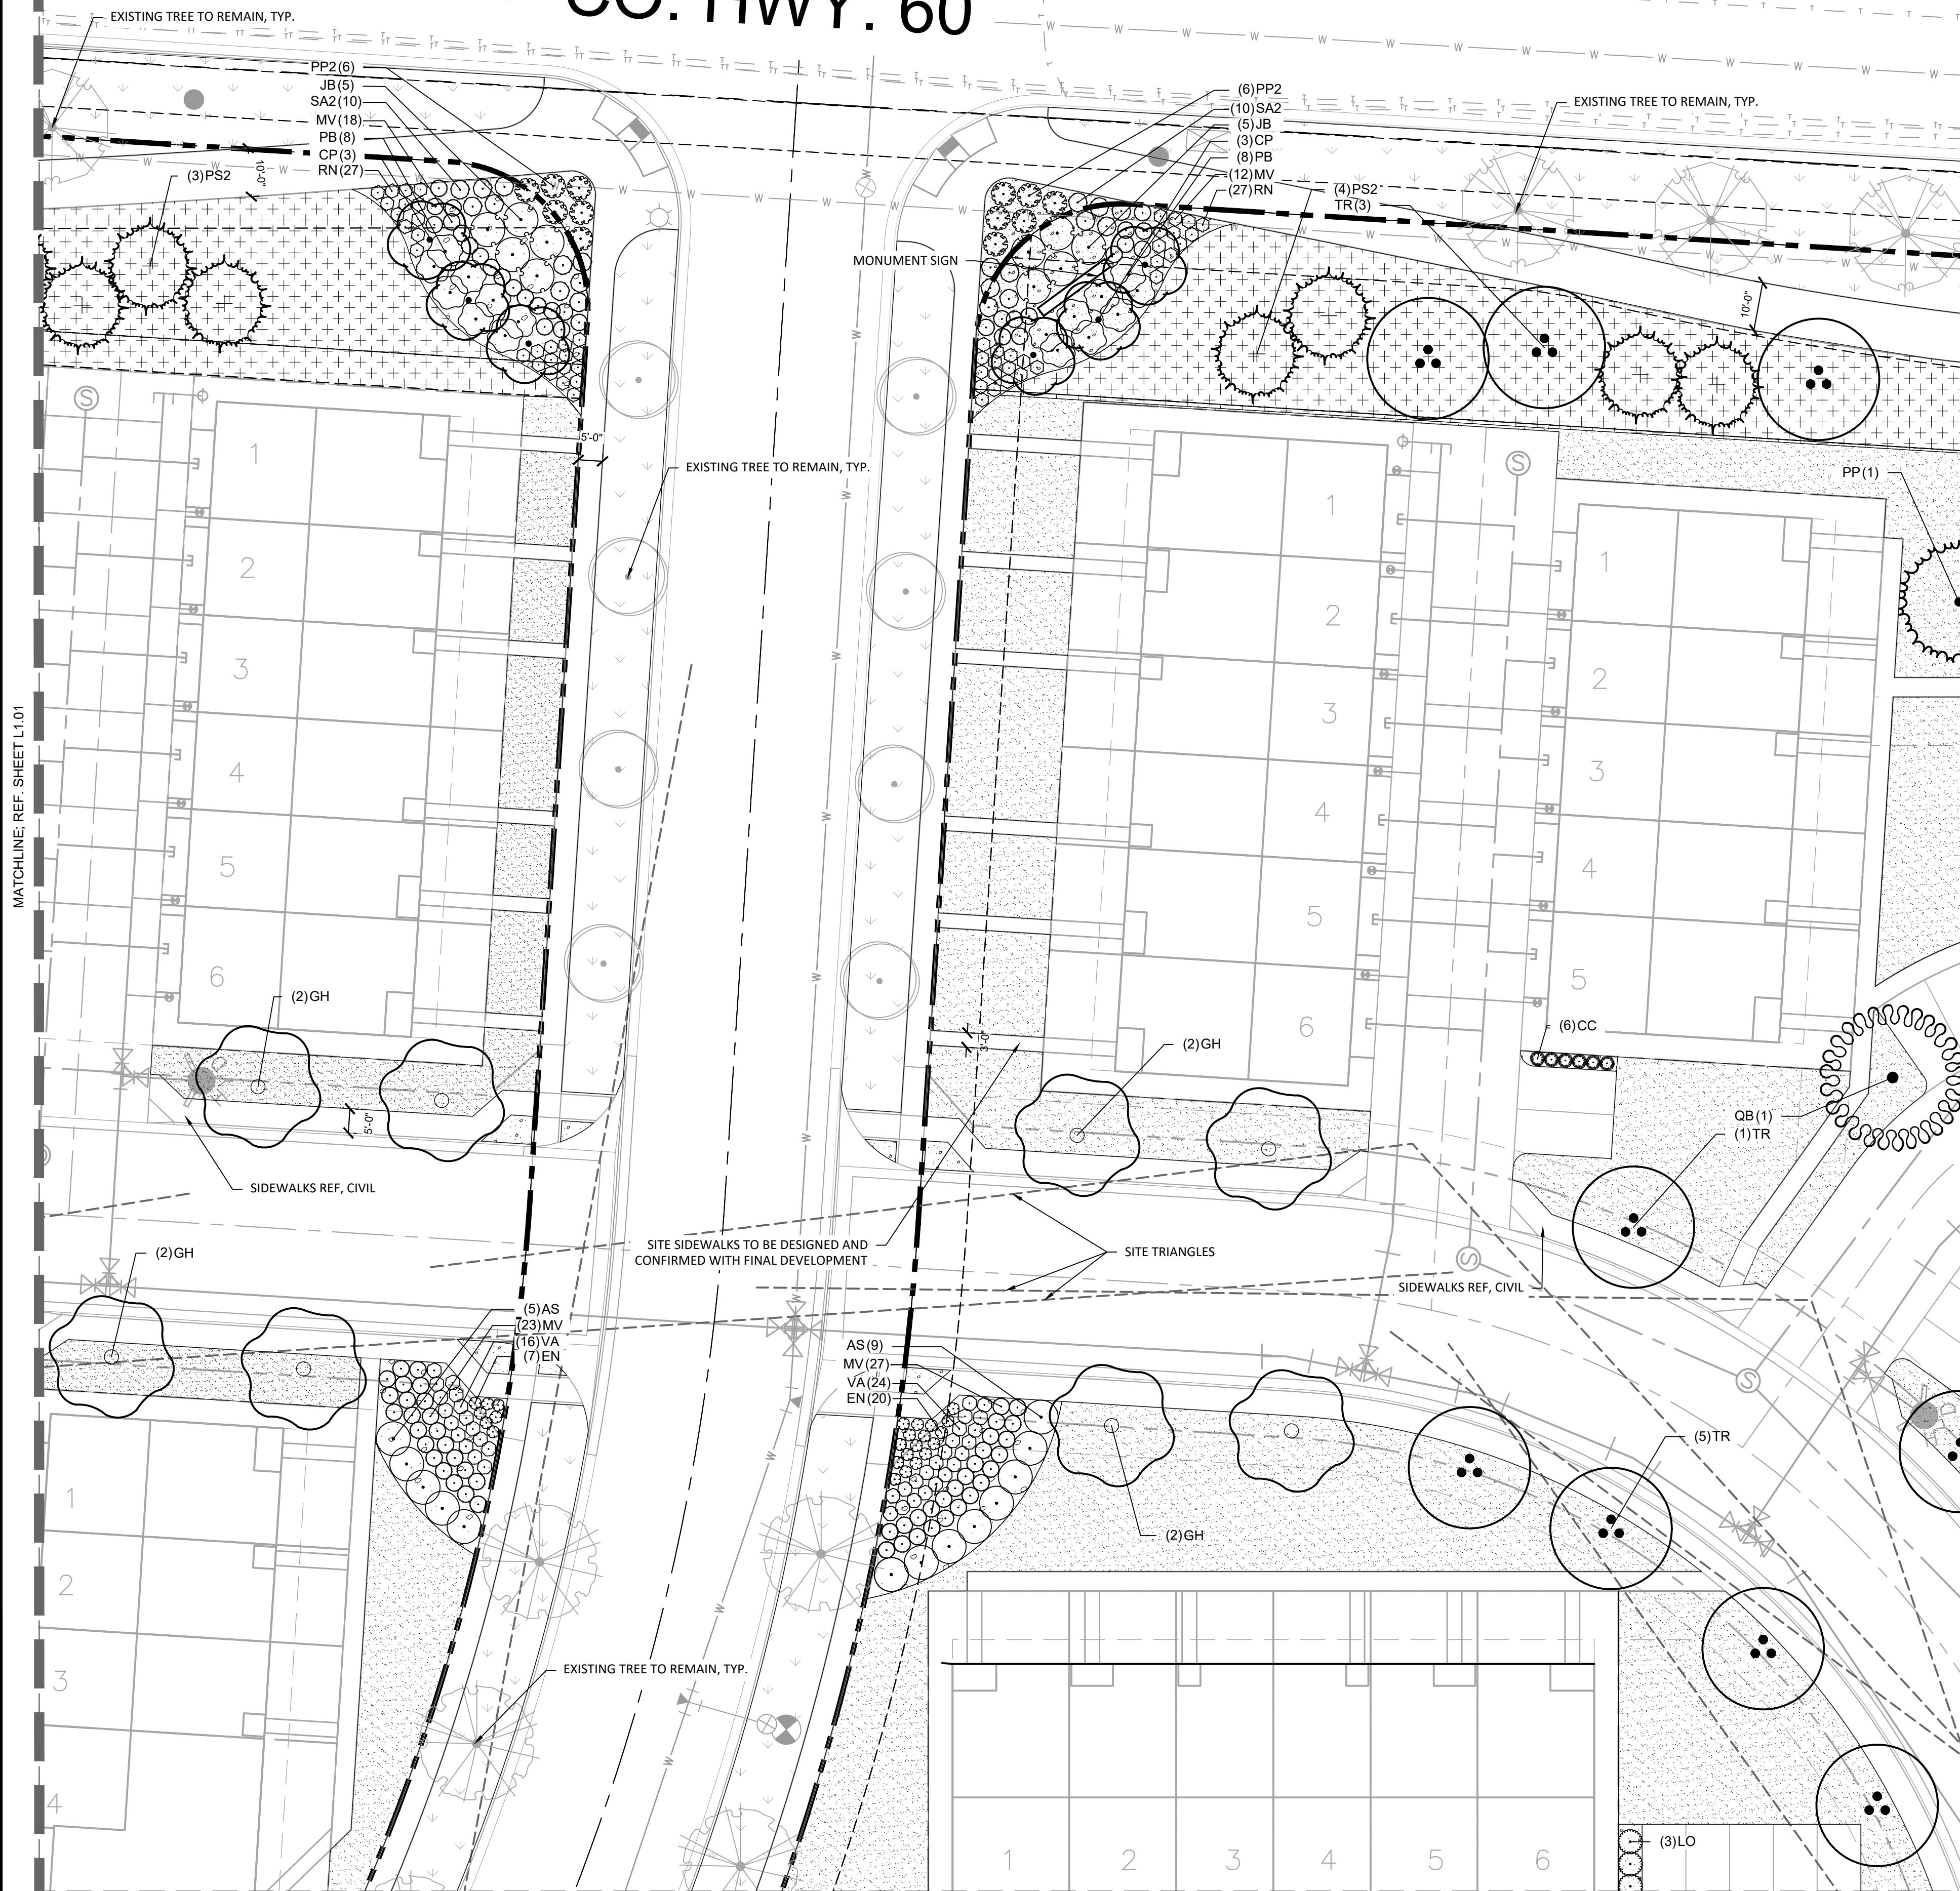 CO. HWY. 60
EXISTING TREE TO REMAIN, TYP.
PP2(6)
JB(5)
SA2(10)
MV(18)
PB(8)
CP(3)
RN(27)
(3)PS2
10'-0"
(6)PP2
(10)SA2
(5)JB
(3)CP
(8)PB
(12)MV
(27)RN
(4)PS2
TR(3)
EXISTING TREE TO REMAIN, TYP.
MONUMENT SIGN
10'-0"
5'-0"
EXISTING TREE TO REMAIN, TYP.
PP(1)
MATCHLINE; REF. SHEET L1.01
1
2
3
4
5
6
1
2
3
4
5
6
1
2
3
4
5
S
S
(2)GH
5'-0"
SIDEWALKS REF, CIVIL
3'-0"
(2)GH
(6)CC
QB(1)
(1)TR
SITE SIDEWALKS TO BE DESIGNED AND
CONFIRMED WITH FINAL DEVELOPMENT
SITE TRIANGLES
SIDEWALKS REF, CIVIL
S
S
(2)GH
(5)AS
(23)MV
(16)VA
(7)EN
AS(9)
MV(27)
VA(24)
EN(20)
(2)GH
(5)TR
EXISTING TREE TO REMAIN, TYP.
1
2
3
4
1
2
3
4
5
6
(3)LO